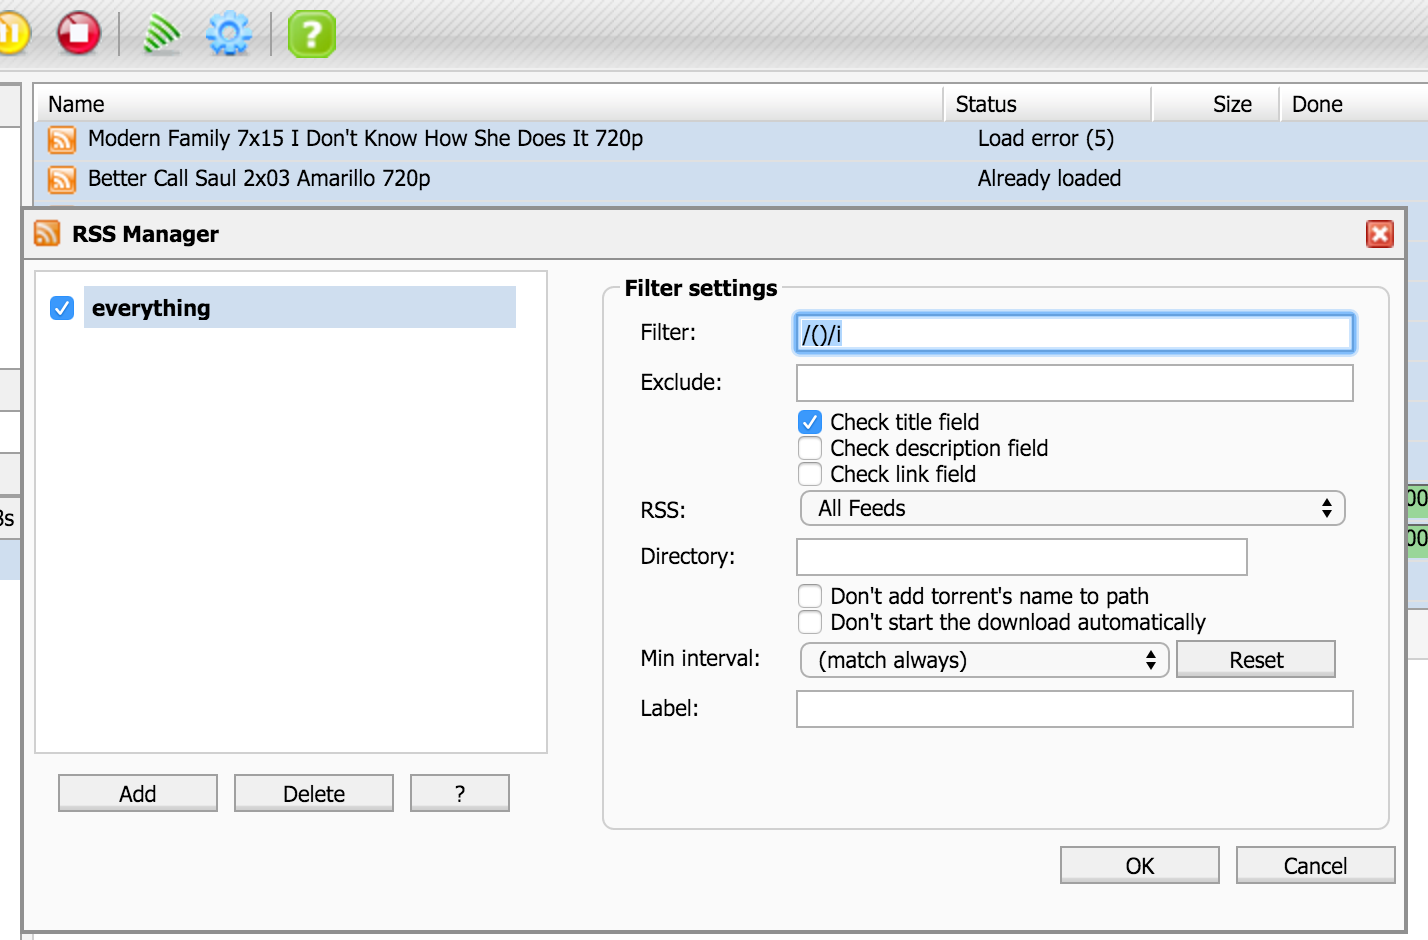 ?
Name Status Size Done
Modern Family 7x15 I Don't Know How She Does It 720p Load error (5)
Better Call Saul 2x03 Amarillo 720p Already loaded
RSS Manager
everything
Filter settings
Filter: /()/i
Exclude:
Check title field
Check description field
Check link field
RSS: All Feeds
Directory:
Don't add torrent's name to path
Don't start the download automatically
Min interval: (match always) Reset
Label:
Add Delete ?
OK Cancel